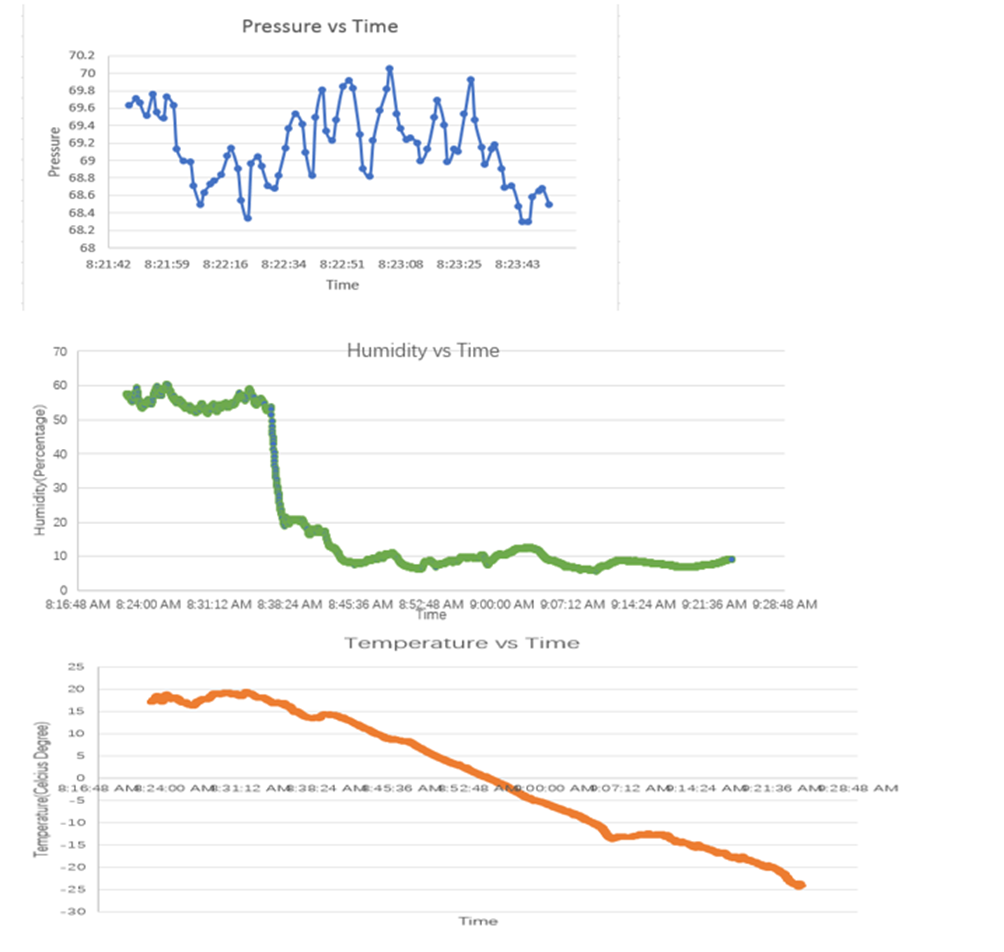 Pressure vs Time
70.2
70
69.8
69.6
69.4
69.2
69
68.8
68.6
68.4
68.2
68
Pressure
8:21:42 8:21:59 8:22:16 8:22:34 8:22:51 8:23:08 8:23:25 8:23:43
Time
Humidity vs Time
70
60
50
40
30
20
10
0
Humidity(Percentage)
8:16:48 AM 8:24:00 AM 8:31:12 AM 8:38:24 AM 8:45:36 AM 8:52:48 AM 9:00:00 AM 9:07:12 AM 9:14:24 AM 9:21:36 AM 9:28:48 AM
Time
Temperature vs Time
25
20
15
10
5
0
-5
-10
-15
-20
-25
-30
Temperature(Celcius Degree)
8:16:48 AM 8:24:00 AM 8:31:12 AM 8:38:24 AM 8:45:36 AM 8:52:48 AM 9:00:00 AM 9:07:12 AM 9:14:24 AM 9:21:36 AM 9:28:48 AM
Time